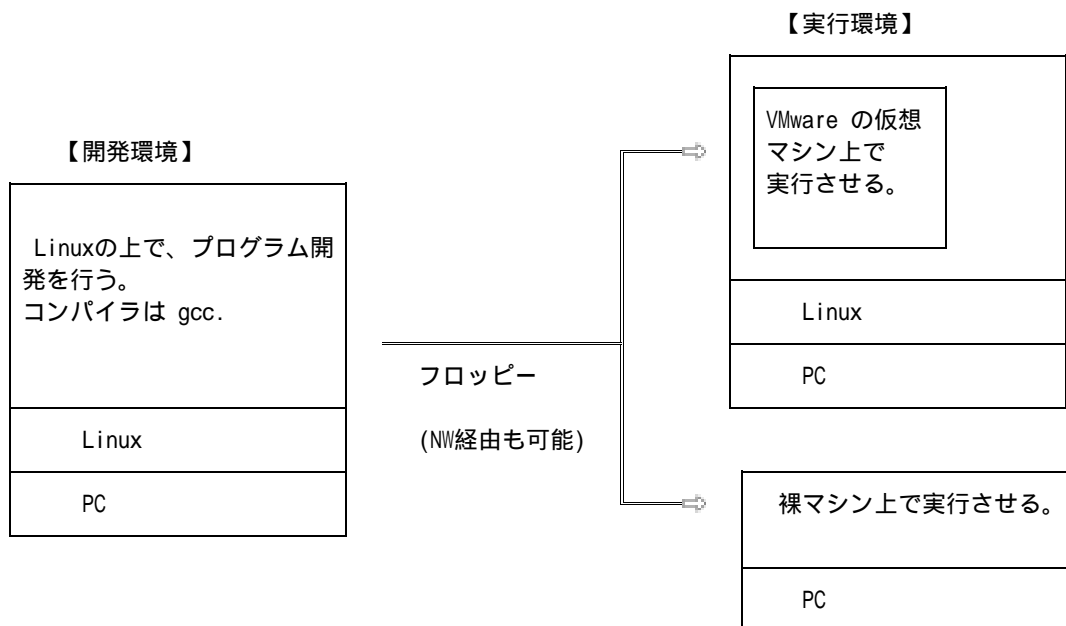 【開発環境】
Linuxの上で、プログラム開
発を行う。
コンパイラは gcc.
Linux
PC
フロッピー
(NW経由も可能)
【実行環境】
VMware の仮想
マシン上で
実行させる。
Linux
PC
裸マシン上で実行させる。
PC